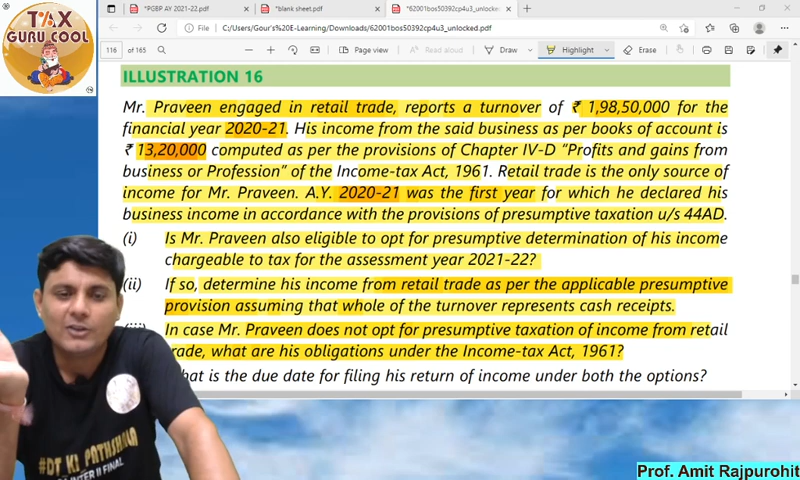 TAX
GURU COOL
*PGBP AY 2021-22.pdf
*blank sheet.pdf
*62001bos50392cp4u3_unlocked.
File
C:/Users/Gour's%20E-Learning/Downloads/62001bos50392cp4u3_unlocked.pdf
116 of 165
Page view
Read aloud
Draw
Highlight
Erase
ILLUSTRATION 16
Mr. Praveen engaged in retail trade, reports a turnover of ₹ 1,98,50,000 for the
financial year 2020-21. His income from the said business as per books of account is
₹ 13,20,000 computed as per the provisions of Chapter IV-D "Profits and gains from
business or Profession" of the Income-tax Act, 1961. Retail trade is the only source of
income for Mr. Praveen. A.Y. 2020-21 was the first year for which he declared his
business income in accordance with the provisions of presumptive taxation u/s 44AD.
(i) Is Mr. Praveen also eligible to opt for presumptive determination of his income
chargeable to tax for the assessment year 2021-22?
(ii) If so, determine his income from retail trade as per the applicable presumptive
provision assuming that whole of the turnover represents cash receipts.
In case Mr. Praveen does not opt for presumptive taxation of income from retail
trade, what are his obligations under the Income-tax Act, 1961?
hat is the due date for filing his return of income under both the options?
#DT KI PATHSHALA
INTER II FINAL
Prof. Amit Rajpurohit